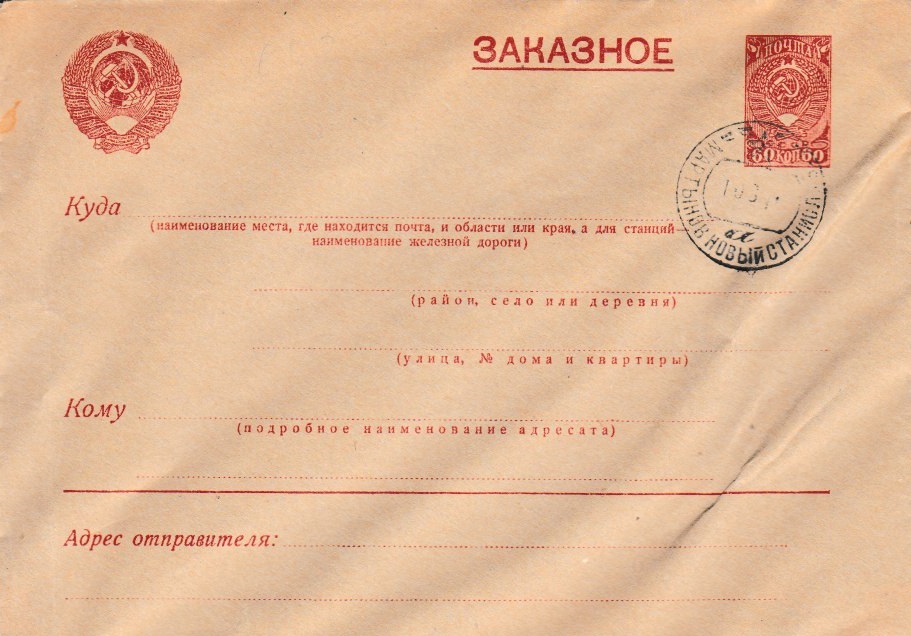 ЗАКАЗНОЕ
ПОЧТА
60 КОП 60
МАРТЫНОВ НОВЫЙ СТАНИСЛ
Куда
(наименование места, где находится почта, и области или края, а для станций—
наименование железной дороги)
(район, село или деревня)
(улица, № дома и квартиры)
Кому
(подробное наименование адресата)
Адрес отправителя: